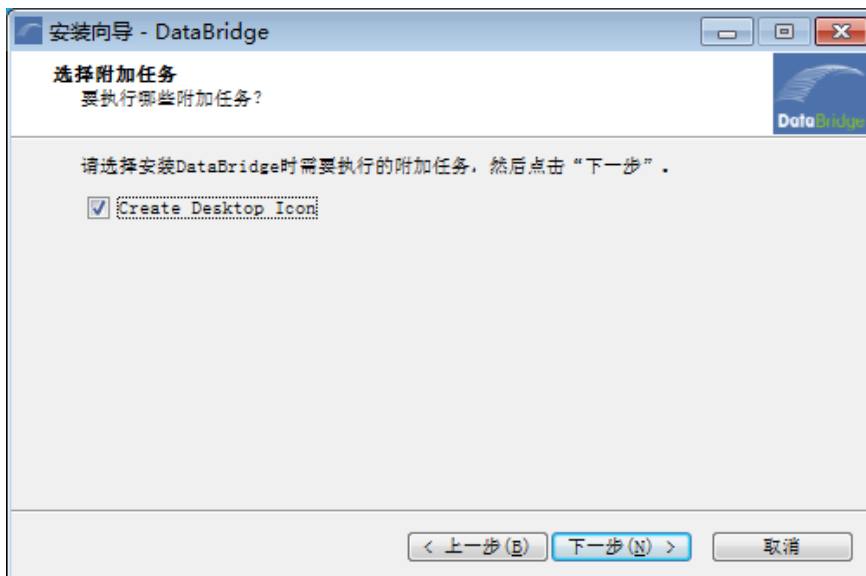 安装向导 - DataBridge
选择附加任务
要执行哪些附加任务?
DataBridge
请选择安装DataBridge时需要执行的附加任务，然后点击“下一步”.
Create Desktop Icon
< 上一步(B)
下一步(N) >
取消